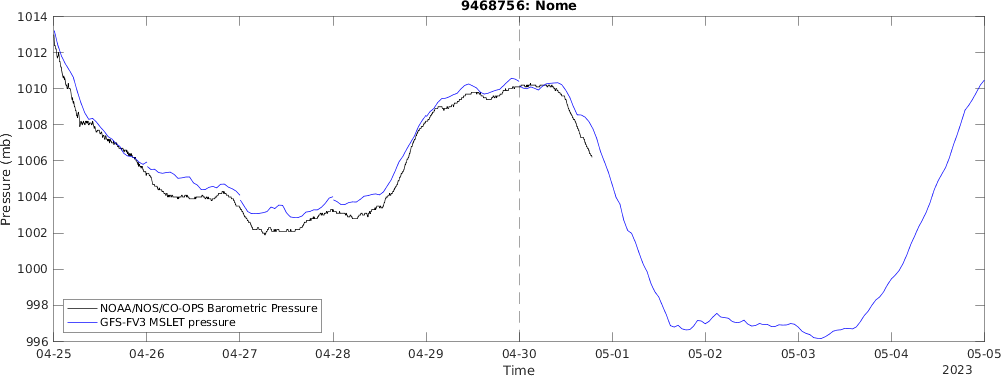 9468756: Nome
1014
1012
1010
1008
1006
1004
1002
1000
998
996
Pressure (mb)
NOAA/NOS/CO-OPS Barometric Pressure
GFS-FV3 MSLET pressure
04-25 04-26 04-27 04-28 04-29 04-30 05-01 05-02 05-03 05-04 05-05
Time
2023